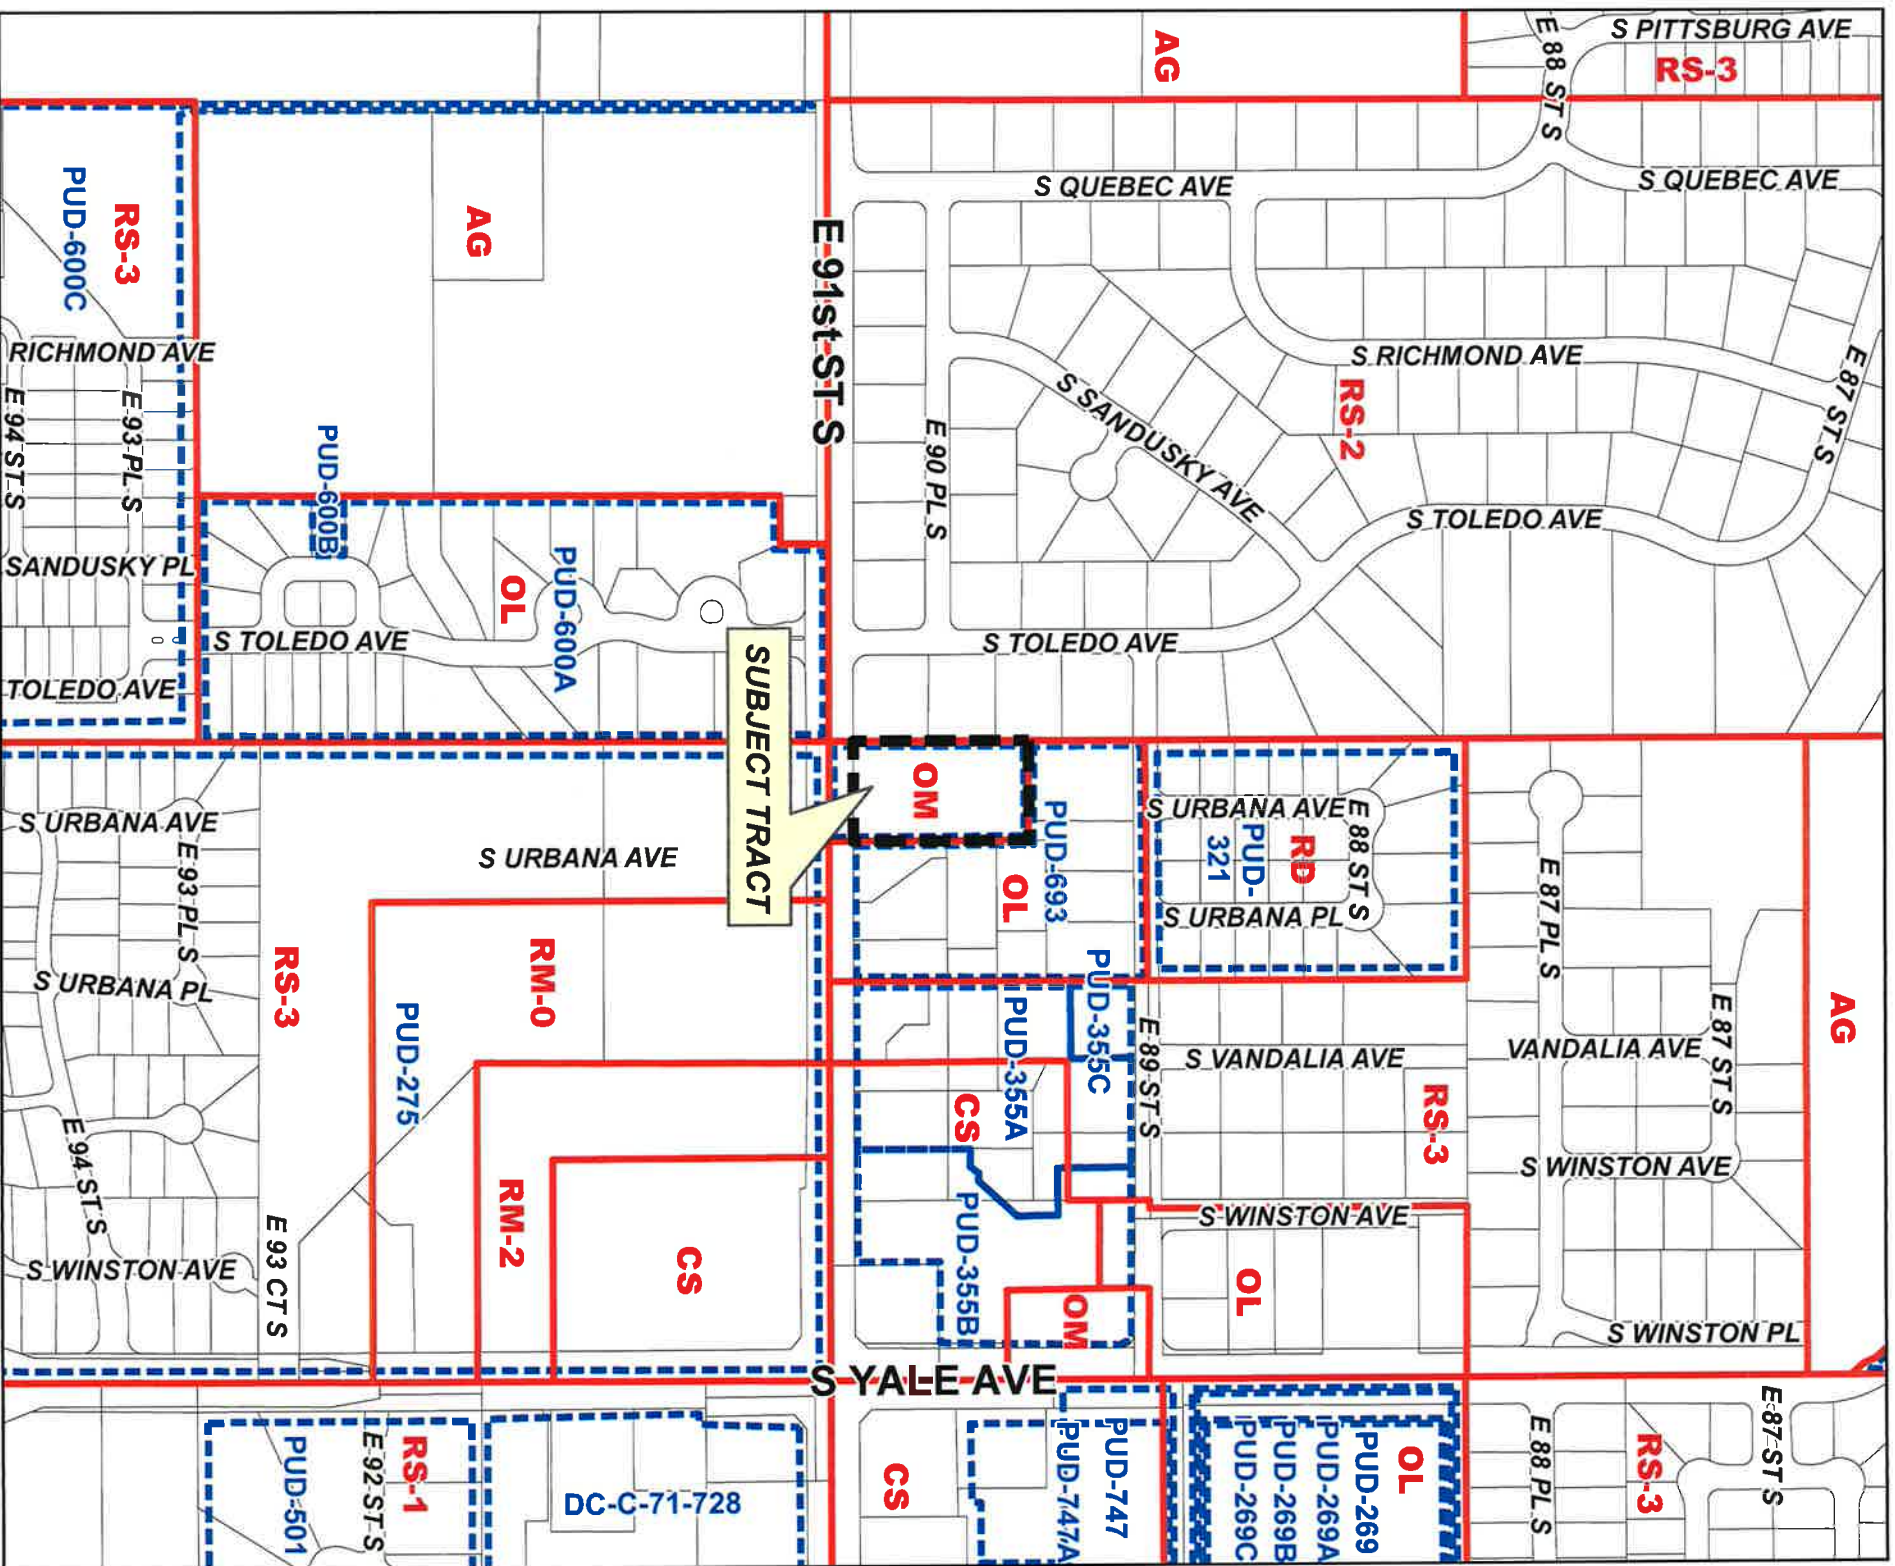 S PITTSBURG AVE
RS-3
E 88 ST S
AG
S QUEBEC AVE
S QUEBEC AVE
RS-3
PUD-600C
AG
E 91st ST S
RICHMOND AVE
S RICHMOND AVE
E 87 ST S
RS-2
S SANDUSKY AVE
E 94 ST S
E 93 PL S
PUD-600B
E 90 PL S
S TOLEDO AVE
SANDUSKY PL
OL
PUD-600A
S TOLEDO AVE
S TOLEDO AVE
TOLEDO AVE
SUBJECT TRACT
OM
PUD-693
OL
S URBANA AVE
E 88 ST S
RD
PUD-
321
S URBANA PL
S URBANA AVE
E 93 PL S
S URBANA AVE
S URBANA PL
RS-3
RM-0
PUD-275
E 87 PL S
E 87 ST S
AG
PUD-355C
PUD-355A
E 89 ST S
S VANDALIA AVE
VANDALIA AVE
CS
RS-3
E 94 ST S
S WINSTON AVE
RM-2
CS
PUD-355B
S WINSTON AVE
S WINSTON AVE
E 93 CT S
OL
OM
S WINSTON PL
S YALE AVE
PUD-501
E 92 ST S
RS-1
DC-C-71-728
CS
PUD-747A
PUD-747
PUD-269C
PUD-269B
PUD-269A
PUD-269
OL
E 88 PL S
RS-3
E 87 ST S